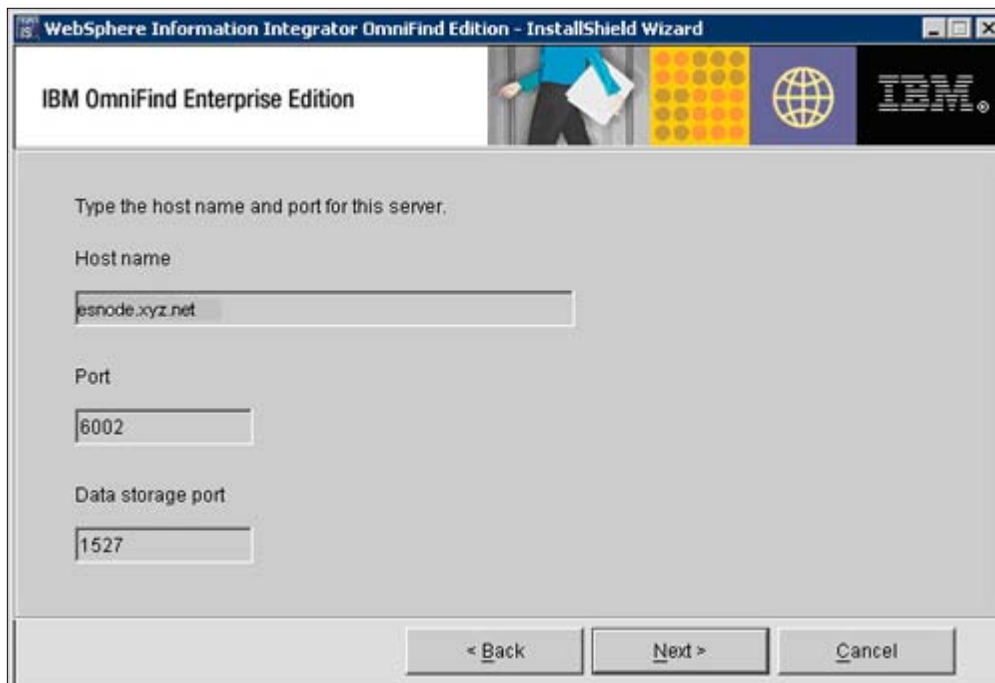 WebSphere Information Integrator OmniFind Edition - InstallShield Wizard
IBM OmniFind Enterprise Edition
IBM®
Type the host name and port for this server.
Host name
esnode.xyz.net
Port
6002
Data storage port
1527
< Back
Next >
Cancel